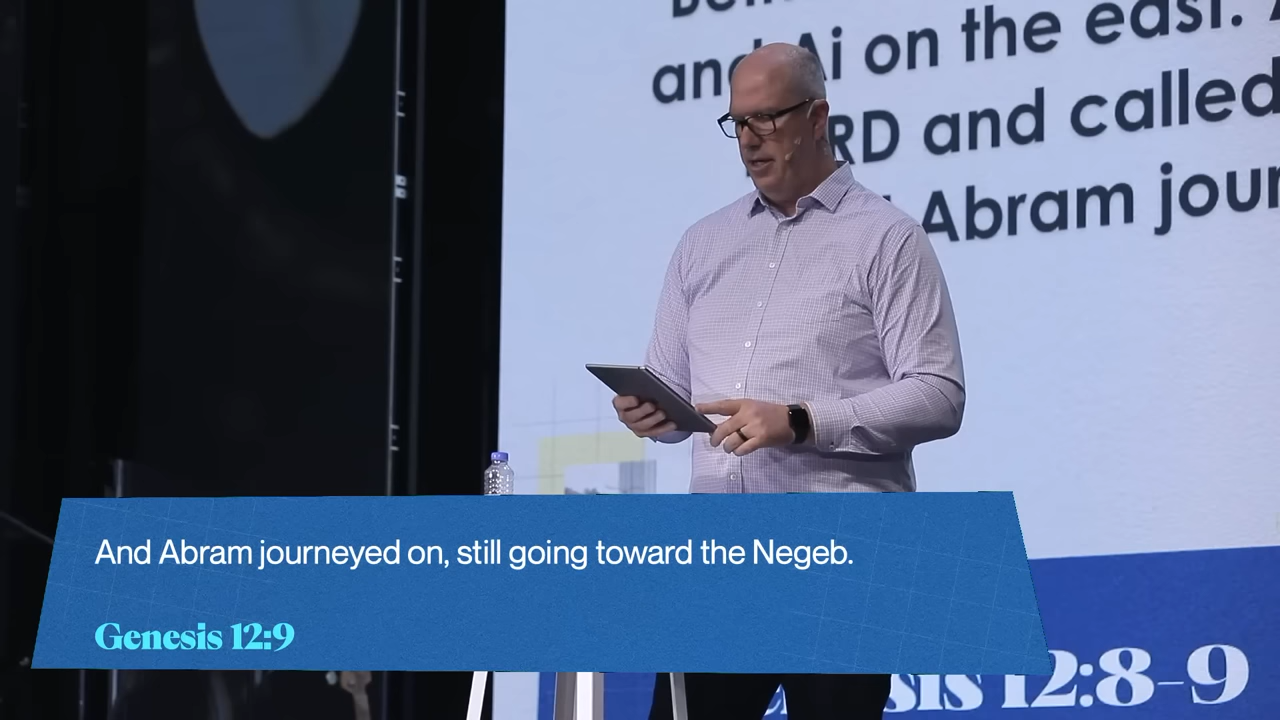 and Ai on the east.
RD and called
Abram jour
And Abram journeyed on, still going toward the Negeb.
Genesis 12:9
sis 12:8-9